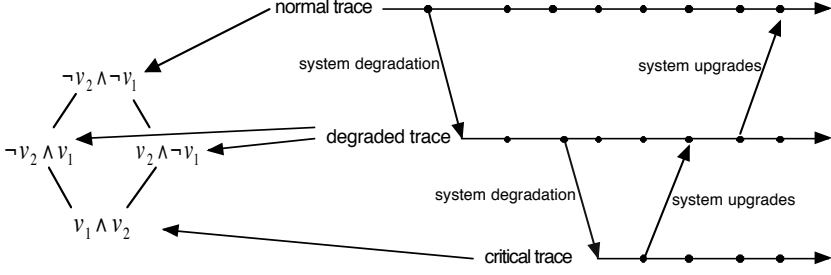 normal trace
system degradation
system upgrades
¬v₂ ∧ ¬v₁
degraded trace
¬v₂ ∧ v₁
v₂ ∧ ¬v₁
system degradation
system upgrades
v₁ ∧ v₂
critical trace